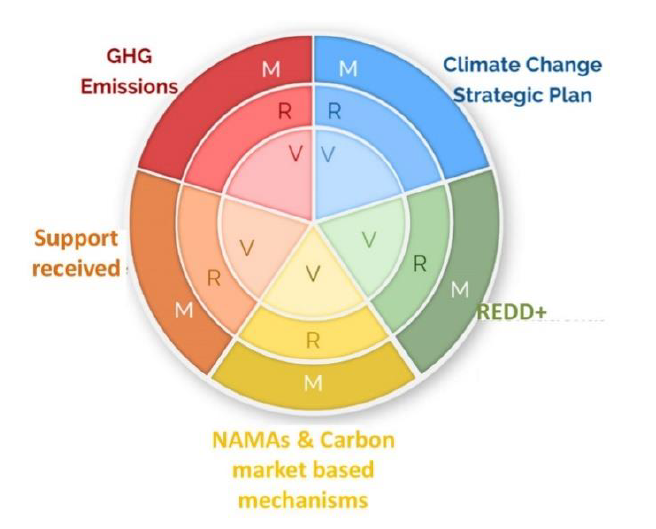 GHG
Emissions
Climate Change
Strategic Plan
M
M
R
R
V
V
Support
received
V
V
V
R
R
M
M
REDD+
R
M
NAMAs & Carbon
market based
mechanisms